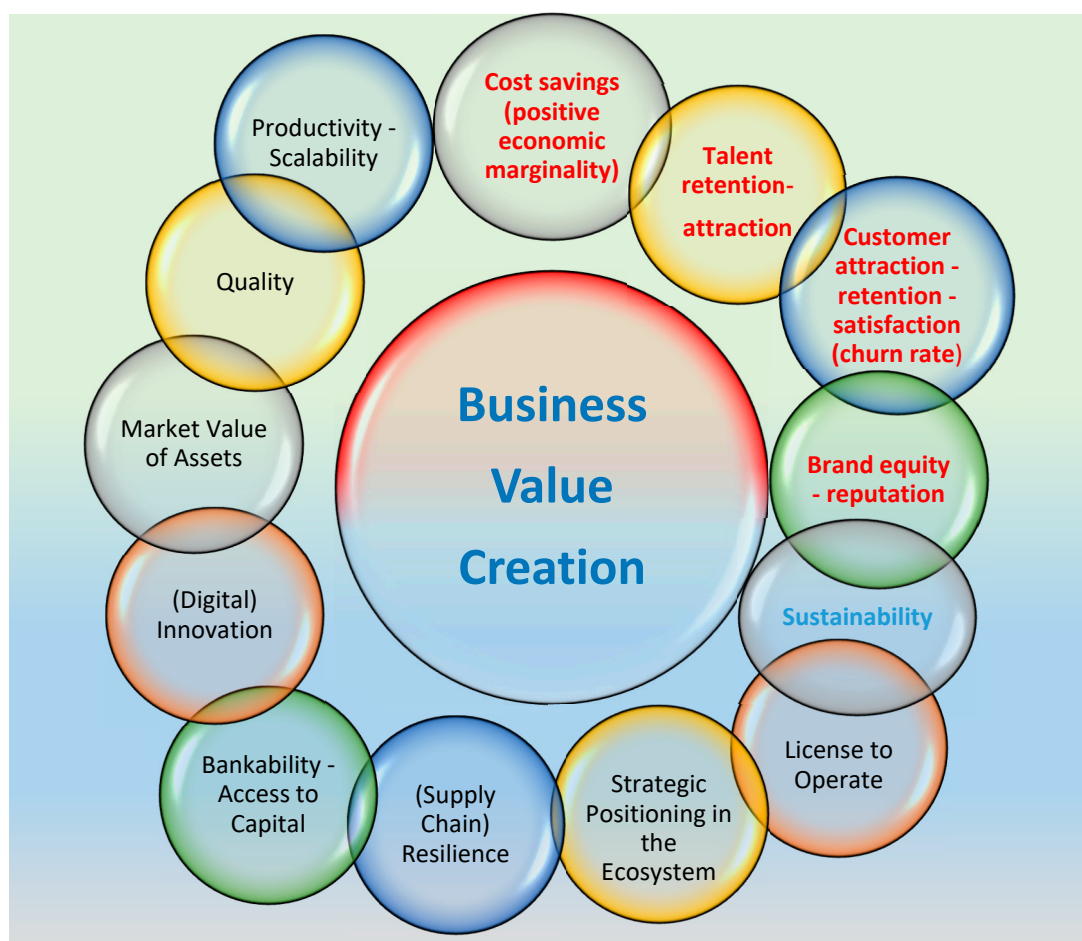 Business
Value
Creation
Cost savings
(positive
economic
marginality)
Talent
retention-
attraction
Customer
attraction -
retention -
satisfaction
(churn rate)
Brand equity
- reputation
Sustainability
License to
Operate
Strategic
Positioning in
the
Ecosystem
(Supply
Chain)
Resilience
Bankability -
Access to
Capital
(Digital)
Innovation
Market Value
of Assets
Quality
Productivity -
Scalability